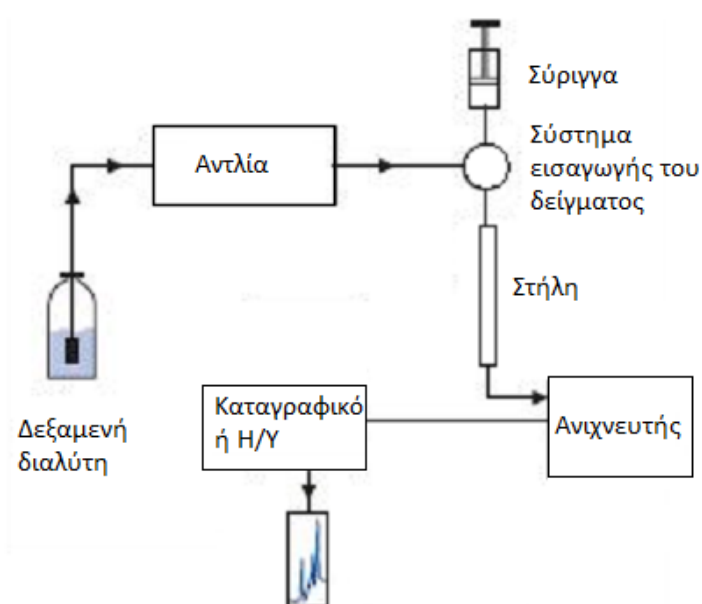 Σύριγγα
Σύστημα
εισαγωγής του
δείγματος
Αντλία
Στήλη
Δεξαμενή
διαλύτη
Καταγραφικό
ή Η/Υ
Ανιχνευτής